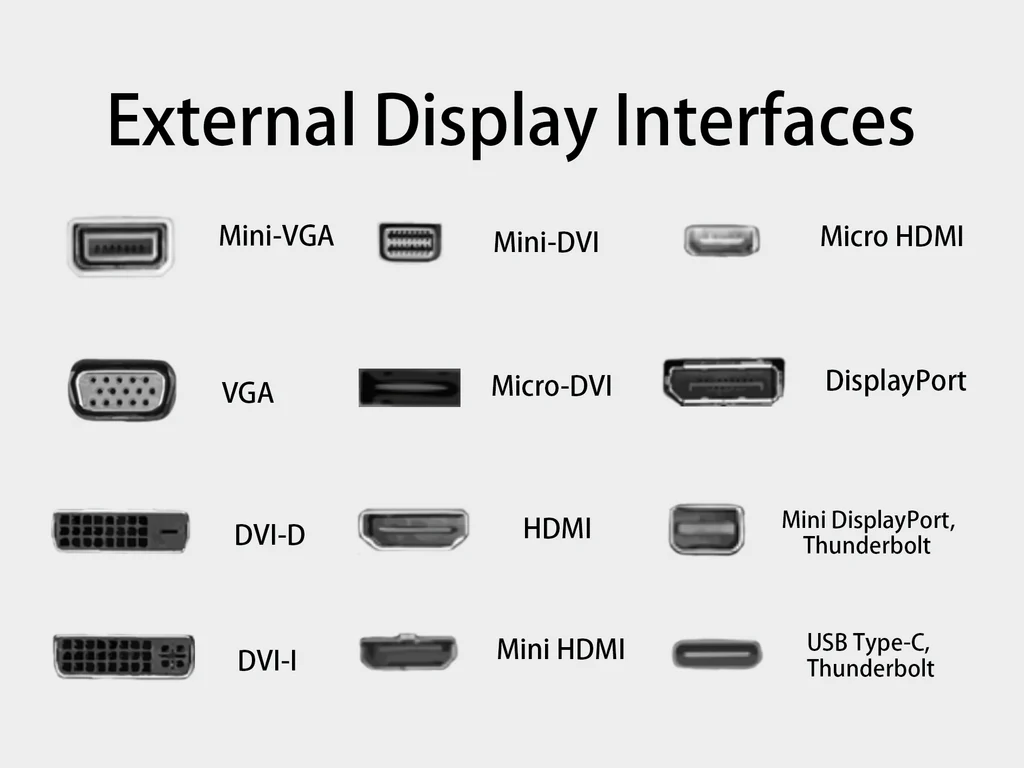 External Display Interfaces
Mini-VGA
Mini-DVI
Micro HDMI
VGA
Micro-DVI
DisplayPort
DVI-D
HDMI
Mini DisplayPort,
Thunderbolt
DVI-I
Mini HDMI
USB Type-C,
Thunderbolt